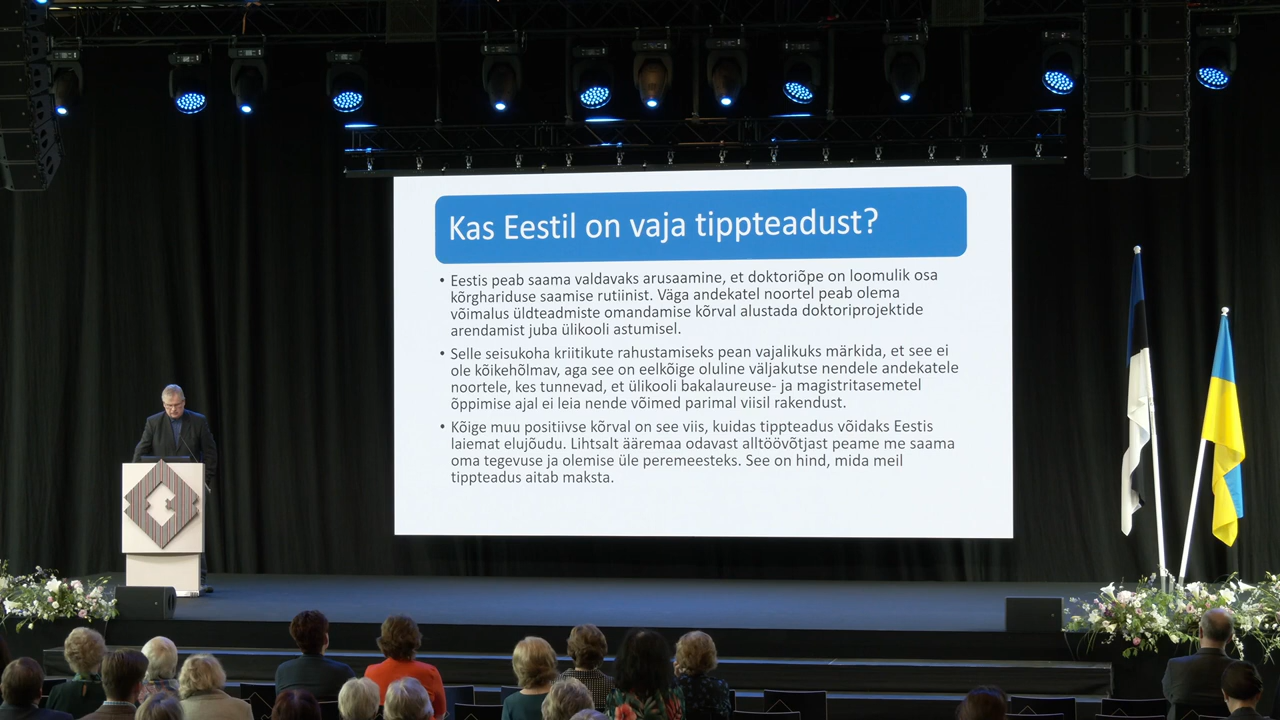 Kas Eestil on vaja tippteadust?
• Eestis peab saama valdavaks arusaamine, et doktoriõpe on loomulik osa
kõrghariduse saamise rutiinist. Väga andekatel noortel peab olema
võimalus üldteadmiste omandamise kõrval alustada doktoriprojektide
arendamist juba ülikooli astumisel.
• Selle seisukoha kriitikute rahustamiseks pean vajalikuks märkida, et see ei
ole kõikehõlmav, aga see on eelkõige oluline väljakutse nendele andekatele
noortele, kes tunnevad, et ülikooli bakalaureuse- ja magistritasemetel
õppimise ajal ei leia nende võimed parimal viisil rakendust.
• Kõige muu positiivse kõrval on see viis, kuidas tippteadus võidaks Eestis
laiemat elujõudu. Lihtsalt ääremaa odavast alltöövõtjast peame me saama
oma tegevuse ja olemise üle peremeesteks. See on hind, mida meil
tippteadus aitab maksta.